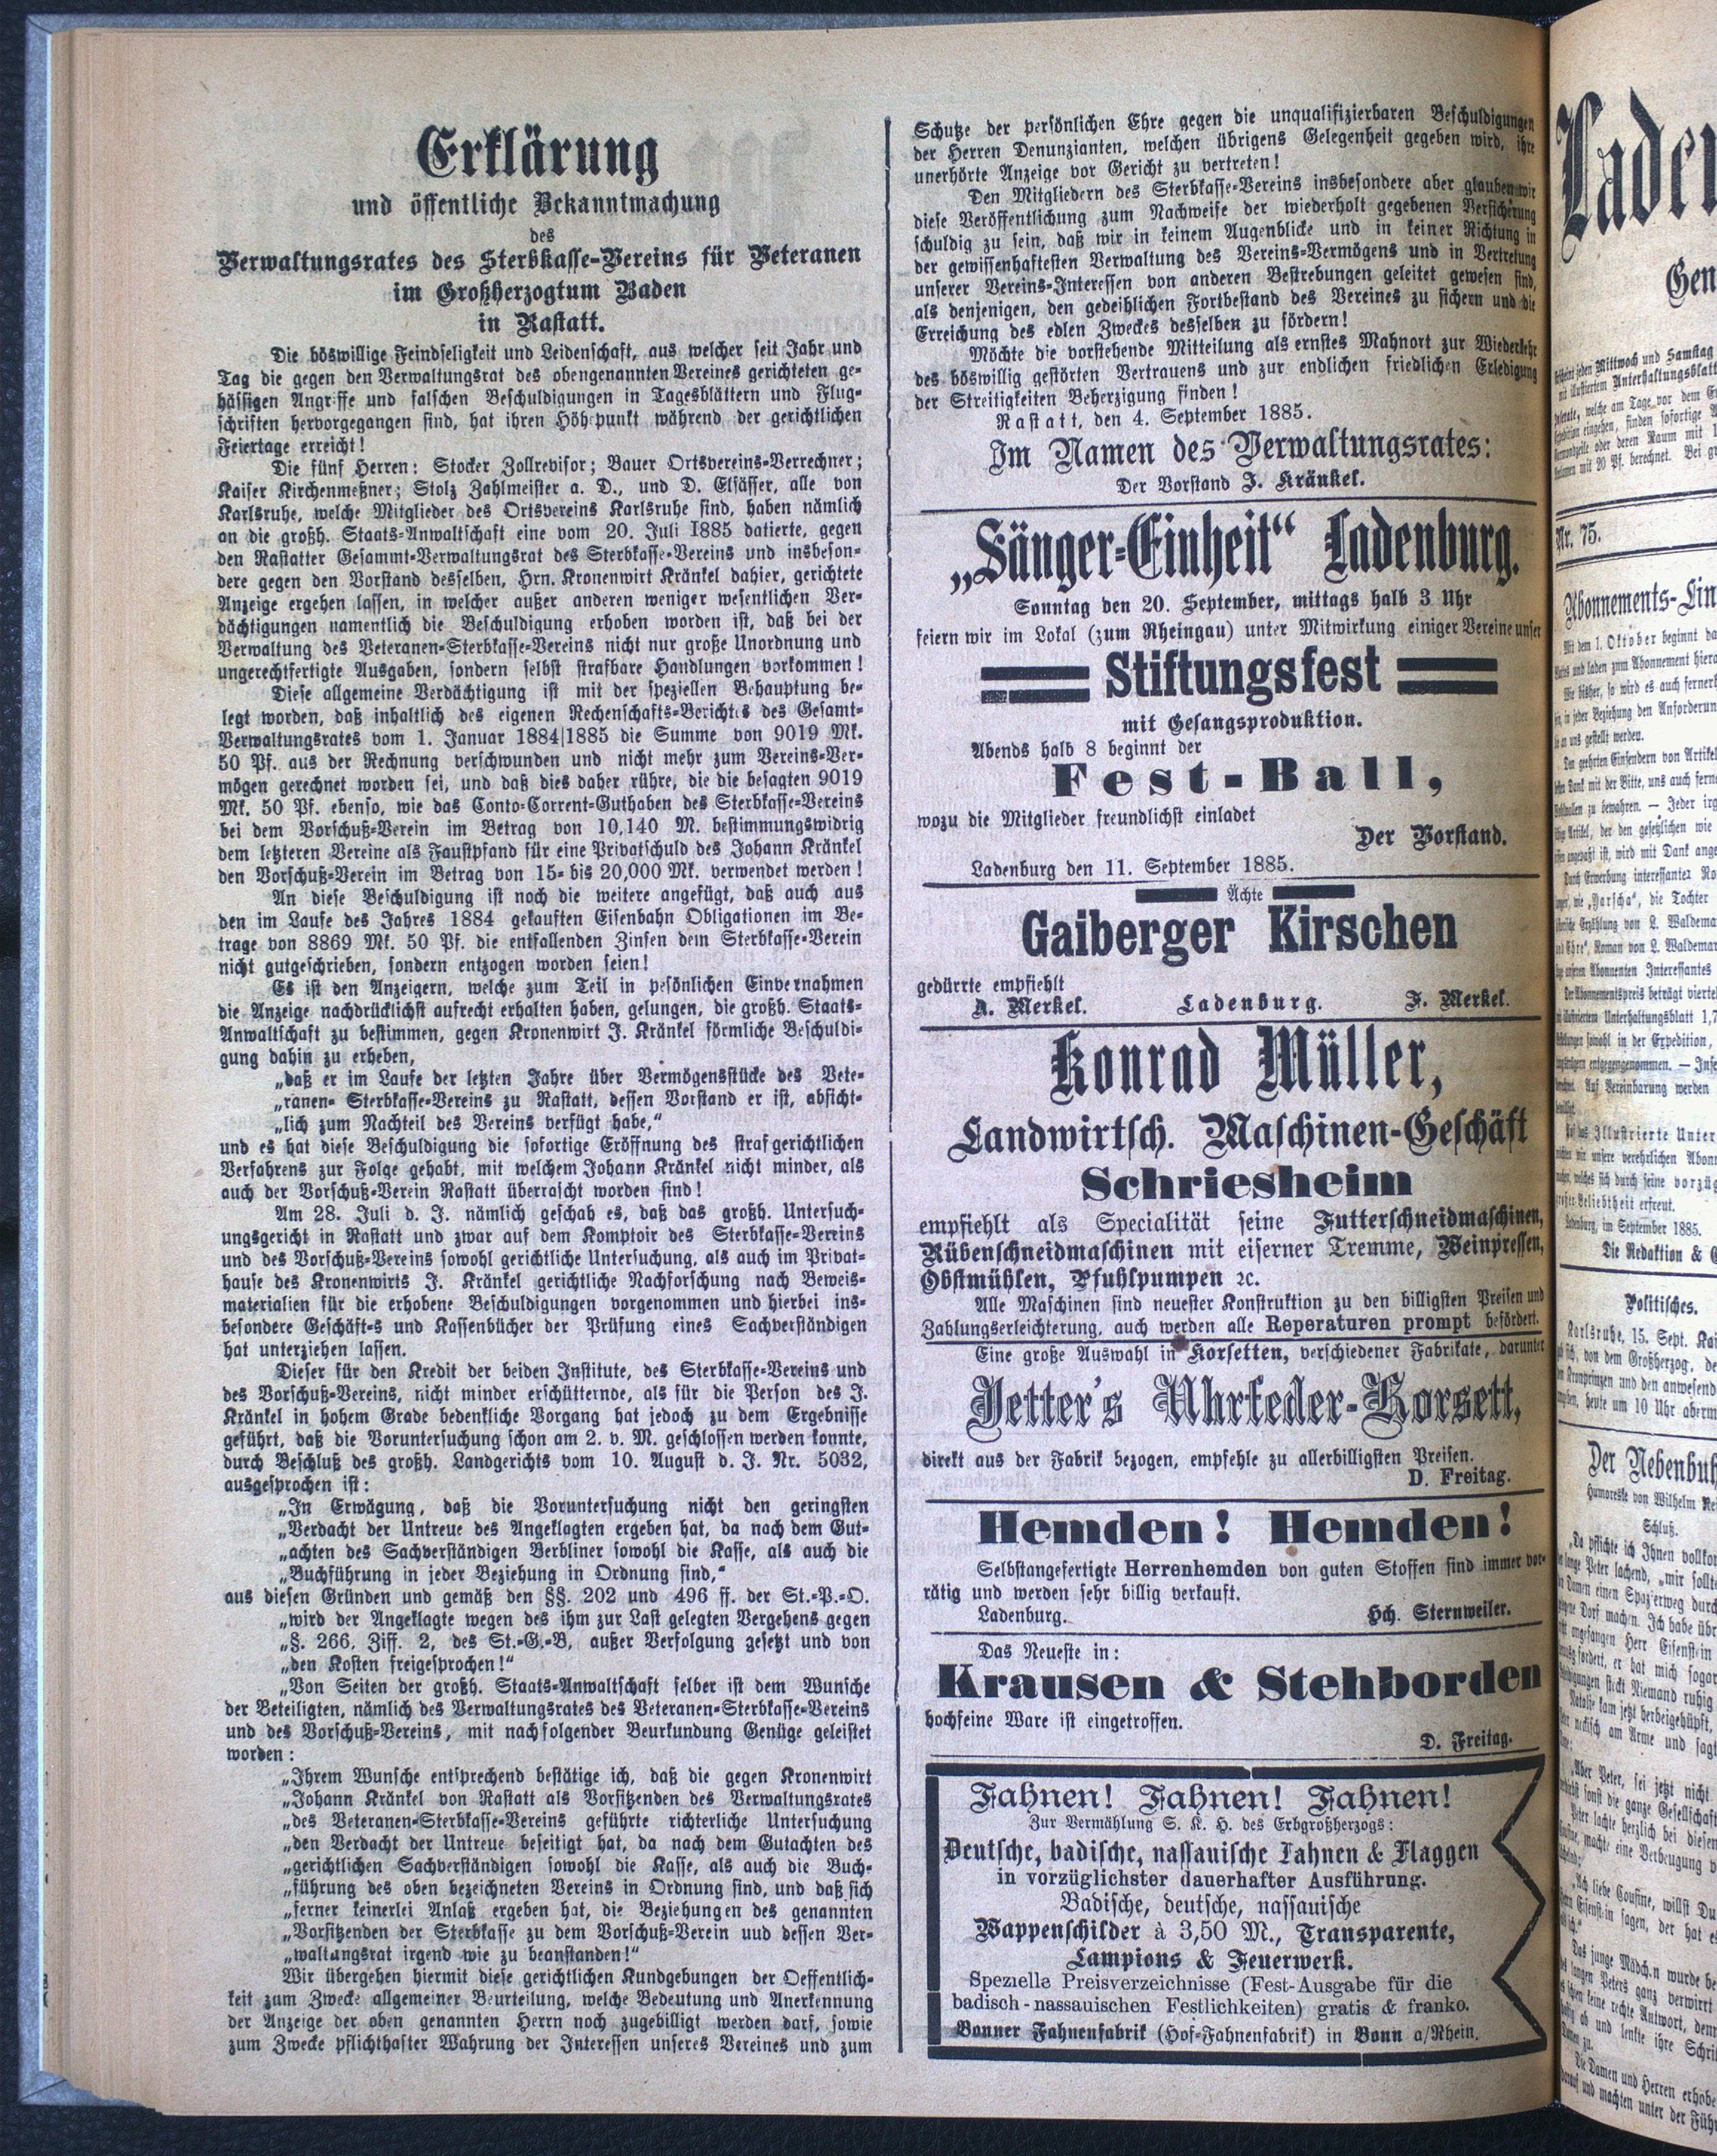 Erklärung
und öffentliche Bekanntmachung
des
Verwaltungsrates des Sterbkasse-Vereins für Veteranen
im Großherzogtum Baden
in Rastatt.
Die böswillige Feindseligkeit und Leidenschaft, aus welcher seit Jahr und
Tag die gegen den Verwaltungsrat des obengenannten Vereines gerichteten ge-
hässigen Angriffe und falschen Beschuldigungen in Tagesblättern und Flug-
schriften hervorgegangen sind, hat ihren Höhepunkt während der gerichtlichen
Feiertage erreicht!
Die fünf Herren: Stocker Zollrevisor; Bauer Ortsvereins-Verrechner;
Kaiser Kirchenmeßner; Stolz Zahlmeister a. D., und D. Elsässer, alle von
Karlsruhe, welche Mitglieder des Ortsvereins Karlsruhe sind, haben nämlich
an die großh. Staats-Anwaltschaft eine vom 20. Juli 1885 datierte, gegen
den Rastatter Gesammt-Verwaltungsrat des Sterbkasse-Vereins und insbeson-
dere gegen den Vorstand desselben, Hrn. Kronenwirt Kränkel dahier, gerichtete
Anzeige ergehen lassen, in welcher außer anderen weniger wesentlichen Ver-
dächtigungen namentlich die Beschuldigung erhoben worden ist, daß bei der
Verwaltung des Veteranen-Sterbkasse-Vereins nicht nur große Unordnung und
ungerechtfertigte Ausgaben, sondern selbst strafbare Handlungen vorkommen!
Diese allgemeine Verdächtigung ist mit der speziellen Behauptung be-
legt worden, daß inhaltlich des eigenen Rechenschafts-Berichtes des Gesamt-
Verwaltungsrates vom 1. Januar 1884|1885 die Summe von 9019 Mk.
50 Pf. aus der Rechnung verschwunden und nicht mehr zum Vereins-Ver-
mögen gerechnet worden sei, und daß dies daher rühre, die die besagten 9019
Mk. 50 Pf. ebenso, wie das Conto-Corrent-Guthaben des Sterbkasse-Vereins
bei dem Vorschuß-Verein im Betrag von 10,140 M. bestimmungswidrig
dem letzteren Vereine als Faustpfand für eine Privatschuld des Johann Kränkel
den Vorschuß-Verein im Betrag von 15- bis 20,000 Mk. verwendet werden!
An diese Beschuldigung ist noch die weitere angefügt, daß auch aus
den im Laufe des Jahres 1884 gekauften Eisenbahn Obligationen im Be-
trage von 8869 Mk. 50 Pf. die entfallenden Zinsen dem Sterbkasse-Verein
nicht gutgeschrieben, sondern entzogen worden seien!
Es ist den Anzeigern, welche zum Teil in pesönlichen Einvernahmen
die Anzeige nachdrücklichst aufrecht erhalten haben, gelungen, die großh. Staats-
Anwaltschaft zu bestimmen, gegen Kronenwirt J. Kränkel förmliche Beschuldi-
gung dahin zu erheben,
„daß er im Laufe der letzten Jahre über Vermögensstücke des Vete-
„ranen- Sterbkasse-Vereins zu Rastatt, dessen Vorstand er ist, absicht-
„lich zum Nachteil des Vereins verfügt habe,“
und es hat diese Beschuldigung die sofortige Eröffnung des strafgerichtlichen
Verfahrens zur Folge gehabt, mit welchem Johann Kränkel nicht minder, als
auch der Vorschuß-Verein Rastatt überrascht worden sind!
Am 28. Juli d. J. nämlich geschah es, daß das großh. Untersuch-
ungsgericht in Rastatt und zwar auf dem Komptoir des Sterbkasse-Vereins
und des Vorschuß-Vereins sowohl gerichtliche Untersuchung, als auch im Privat-
hause des Kronenwirts J. Kränkel gerichtliche Nachforschung nach Beweis-
materialien für die erhobene Beschuldigungen vorgenommen und hierbei ins-
besondere Geschäfts und Kassenbücher der Prüfung eines Sachverständigen
hat unterziehen lassen.
Dieser für den Kredit der beiden Institute, des Sterbkasse-Vereins und
des Vorschuß-Vereins, nicht minder erschütternde, als für die Person des J.
Kränkel in hohem Grade bedenkliche Vorgang hat jedoch zu dem Ergebnisse
geführt, daß die Voruntersuchung schon am 2. v. M. geschlossen werden konnte,
durch Beschluß des großh. Landgerichts vom 10. August d. J. Nr. 5032,
ausgesprochen ist:
„In Erwägung, daß die Voruntersuchung nicht den geringsten
„Verdacht der Untreue des Angeklagten ergeben hat, da nach dem Gut-
„achten des Sachverständigen Berbliner sowohl die Kasse, als auch die
„Buchführung in jeder Beziehung in Ordnung sind,“
aus diesen Gründen und gemäß den §§. 202 und 496 ff. der St.-P.-O.
„wird der Angeklagte wegen des ihm zur Last gelegten Vergehens gegen
„§. 266, Ziff. 2, des St.-G.-B, außer Verfolgung gesetzt und von
„den Kosten freigesprochen!“
„Von Seiten der großh. Staats-Anwaltschaft selber ist dem Wunsche
der Beteiligten, nämlich des Verwaltungsrates des Veteranen-Sterbkasse-Vereins
und des Vorschuß-Vereins, mit nachfolgender Beurkundung Genüge geleistet
worden:
„Ihrem Wunsche entsprechend bestätige ich, daß die gegen Kronenwirt
„Johann Kränkel von Rastatt als Vorsitzenden des Verwaltungsrates
„des Veteranen-Sterbkasse-Vereins geführte richterliche Untersuchung
„den Verdacht der Untreue beseitigt hat, da nach dem Gutachten des
„gerichtlichen Sachverständigen sowohl die Kasse, als auch die Buch-
„führung des oben bezeichneten Vereins in Ordnung sind, und daß sich
„ferner keinerlei Anlaß ergeben hat, die Beziehungen des genannten
„Vorsitzenden der Sterbkasse zu dem Vorschuß-Verein uud dessen Ver-
„waltungsrat irgend wie zu beanstanden!“
Wir übergehen hiermit diese gerichtlichen Kundgebungen der Oeffentlich-
keit zum Zwecke allgemeiner Beurteilung, welche Bedeutung und Anerkennung
der Anzeige der oben genannten Herrn noch zugebilligt werden darf, sowie
zum Zwecke pflichthafter Wahrung der Interessen unseres Vereines und zum
Schutze der persönlichen Ehre gegen die unqualifizierbaren Beschuldigungen
der Herren Denunzianten, welchen übrigens Gelegenheit gegeben wird, ihre
unerhörte Anzeige vor Gericht zu vertreten!
Den Mitgliedern des Sterbkasse-Vereins insbesondere aber glauben wir
diese Veröffentlichung zum Nachweise der wiederholt gegebenen Versicherung
schuldig zu sein, daß wir in keinem Augenblicke und in keiner Richtung in
der gewissenhaftesten Verwaltung des Vereins-Vermögens und in Vertretung
unserer Vereins-Interessen von anderen Bestrebungen geleitet gewesen sind,
als denjenigen, den gedeihlichen Fortbestand des Vereines zu sichern und die
Erreichung des edlen Zweckes desselben zu fördern!
Möchte die vorstehende Mitteilung als ernstes Mahnort zur Wiederkehr
des böswillig gestörten Vertrauens und zur endlichen friedlichen Erledigung
der Streitigkeiten Beherzigung finden!
Rastatt, den 4. September 1885.
Im Namen des Verwaltungsrates:
Der Vorstand J. Kränkel.
„Sänger-Einheit“ Ladenburg.
Sonntag den 20. September, mittags halb 3 Uhr
feiern wir im Lokal (zum Rheingau) unter Mitwirkung einiger Vereine unser
Stiftungsfest
mit Gesangsproduktion.
Abends halb 8 beginnt der
Fest-Ball,
wozu die Mitglieder freundlichst einladet
Der Vorstand.
Ladenburg den 11. September 1885.
Ächte
Gaiberger Kirschen
gedürrte empfiehlt
A. Merkel. Ladenburg. J. Merkel.
Konrad Müller,
Landwirtsch. Maschinen-Geschäft
Schriesheim
empfiehlt als Specialität seine Futterschneidmaschinen,
Rübenschneidmaschinen mit eiserner Tremme, Weinpressen,
Obstmühlen, Pfuhlpumpen ꝛc.
Alle Maschinen sind neuester Konstruktion zu den billigsten Preisen und
Zahlungserleichterung, auch werden alle Reperaturen prompt befördert.
Eine große Auswahl in Korsetten, verschiedener Fabrikate, darunter
Jetter's Uhrfeder-Korsett,
direkt aus der Fabrik bezogen, empfehle zu allerbilligsten Preisen.
D. Freitag.
Hemden! Hemden!
Selbstangefertigte Herrenhemden von guten Stoffen sind immer vor-
rätig und werden sehr billig verkauft.
Ladenburg. Hch. Sternweiler.
Das Neueste in:
Krausen & Stehborden
hochfeine Ware ist eingetroffen.
D. Freitag.
Fahnen! Fahnen! Fahnen!
Zur Vermählung S. K. H. des Erbgroßherzogs:
Deutsche, badische, nassauische Fahnen & Flaggen
in vorzüglichster dauerhafter Ausführung.
Badische, deutsche, nassauische
Wappenschilder à 3,50 M., Transparente,
Lampions & Feuerwerk.
Spezielle Preisverzeichnisse (Fest-Ausgabe für die
badisch-nassauischen Festlichkeiten) gratis & franko.
Bonner Fahnenfabrik (Hof-Fahnenfabrik) in Bonn a/Rhein.
Nr. 75.
Abonnements-Ein
Mit dem 1. Oktober beginnt
Ladenburg, im September 1885.
Die Redaktion &
Politisches.
Karlsruhe, 15. Sept.
Der Nebenbuh
Humoreske von Wilhelm
Schluß.